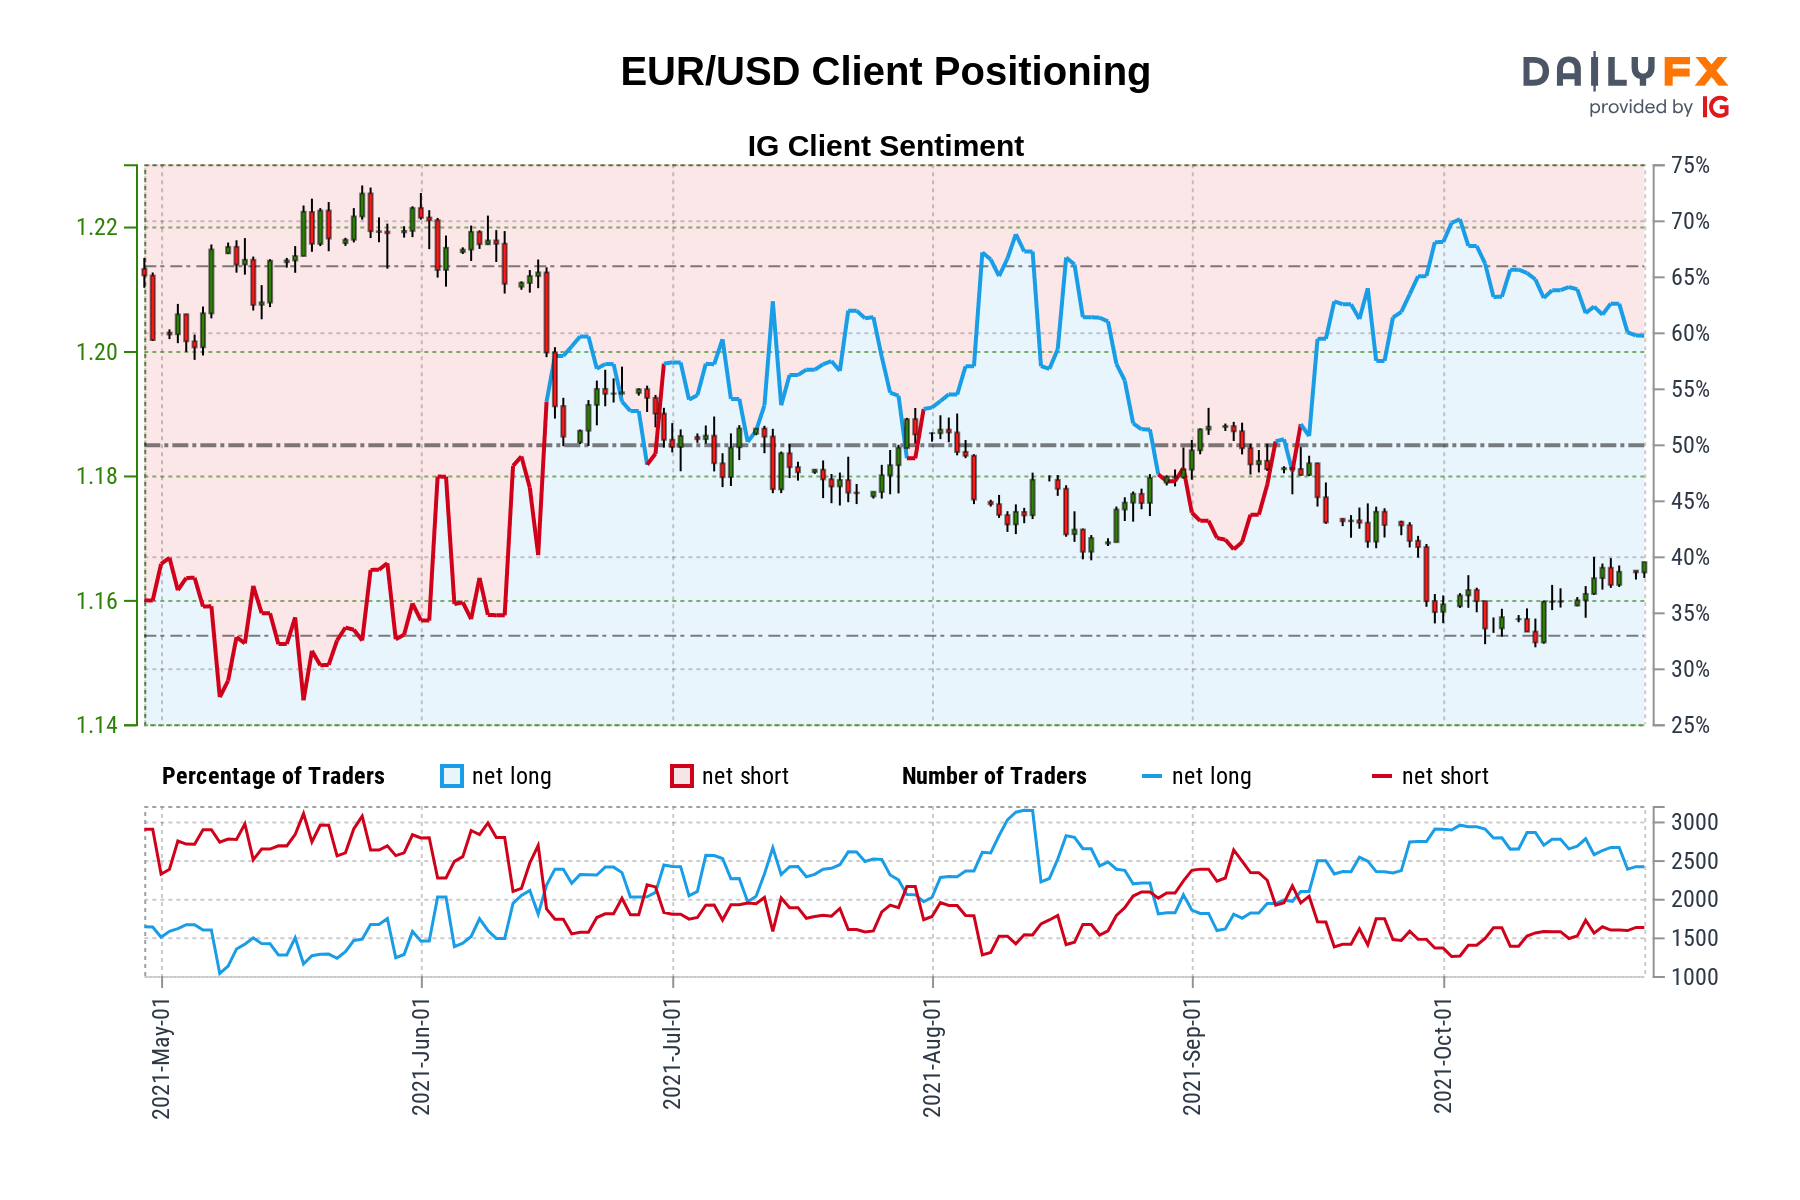 EUR/USD Client Positioning
DAILYFX
provided by IG
IG Client Sentiment
1.22
1.20
1.18
1.16
1.14
75%
70%
65%
60%
55%
50%
45%
40%
35%
30%
25%
Percentage of Traders
net long
net short
Number of Traders
net long
net short
3000
2500
2000
1500
1000
2021-May-01
2021-Jun-01
2021-Jul-01
2021-Aug-01
2021-Sep-01
2021-Oct-01